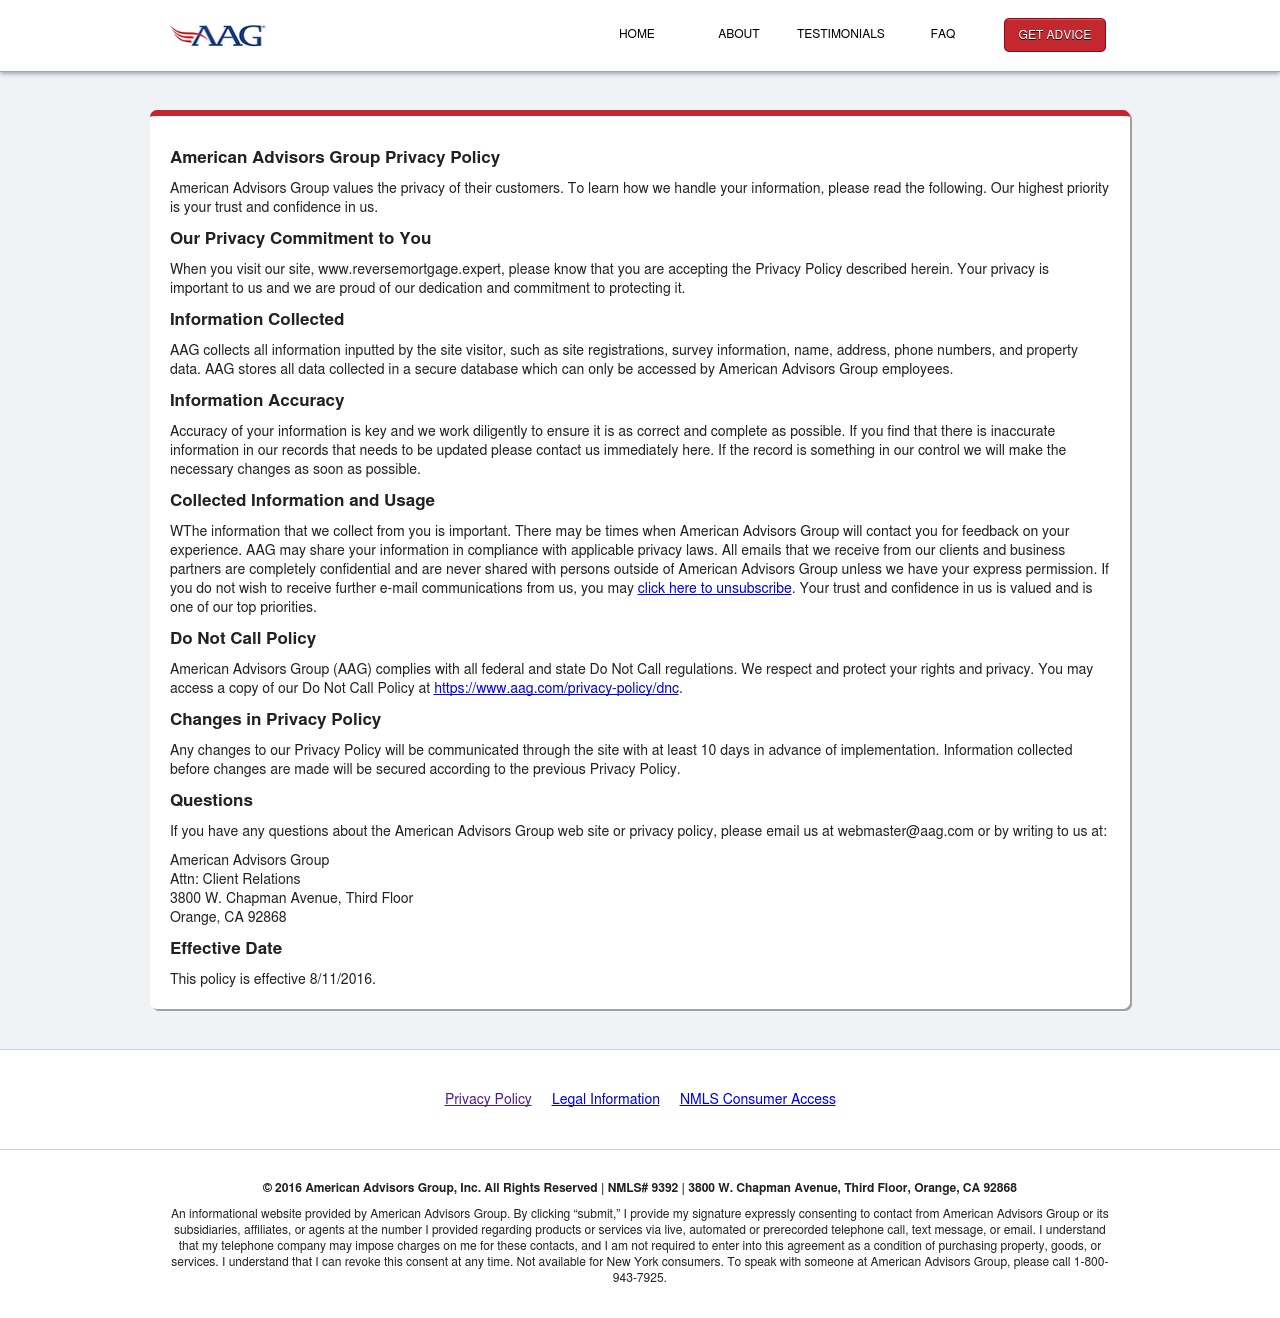 AAG
HOME
ABOUT
TESTIMONIALS
FAQ
GET ADVICE
American Advisors Group Privacy Policy
American Advisors Group values the privacy of their customers. To learn how we handle your information, please read the following. Our highest priority
is your trust and confidence in us.
Our Privacy Commitment to You
When you visit our site, www.reversemortgage.expert, please know that you are accepting the Privacy Policy described herein. Your privacy is
important to us and we are proud of our dedication and commitment to protecting it.
Information Collected
AAG collects all information inputted by the site visitor, such as site registrations, survey information, name, address, phone numbers, and property
data. AAG stores all data collected in a secure database which can only be accessed by American Advisors Group employees.
Information Accuracy
Accuracy of your information is key and we work diligently to ensure it is as correct and complete as possible. If you find that there is inaccurate
information in our records that needs to be updated please contact us immediately here. If the record is something in our control we will make the
necessary changes as soon as possible.
Collected Information and Usage
WThe information that we collect from you is important. There may be times when American Advisors Group will contact you for feedback on your
experience. AAG may share your information in compliance with applicable privacy laws. All emails that we receive from our clients and business
partners are completely confidential and are never shared with persons outside of American Advisors Group unless we have your express permission. If
you do not wish to receive further e-mail communications from us, you may click here to unsubscribe. Your trust and confidence in us is valued and is
one of our top priorities.
Do Not Call Policy
American Advisors Group (AAG) complies with all federal and state Do Not Call regulations. We respect and protect your rights and privacy. You may
access a copy of our Do Not Call Policy at https://www.aag.com/privacy-policy/dnc.
Changes in Privacy Policy
Any changes to our Privacy Policy will be communicated through the site with at least 10 days in advance of implementation. Information collected
before changes are made will be secured according to the previous Privacy Policy.
Questions
If you have any questions about the American Advisors Group web site or privacy policy, please email us at webmaster@aag.com or by writing to us at:
American Advisors Group
Attn: Client Relations
3800 W. Chapman Avenue, Third Floor
Orange, CA 92868
Effective Date
This policy is effective 8/11/2016.
Privacy Policy
Legal Information
NMLS Consumer Access
© 2016 American Advisors Group, Inc. All Rights Reserved | NMLS# 9392 | 3800 W. Chapman Avenue, Third Floor, Orange, CA 92868
An informational website provided by American Advisors Group. By clicking “submit,” I provide my signature expressly consenting to contact from American Advisors Group or its
subsidiaries, affiliates, or agents at the number I provided regarding products or services via live, automated or prerecorded telephone call, text message, or email. I understand
that my telephone company may impose charges on me for these contacts, and I am not required to enter into this agreement as a condition of purchasing property, goods, or
services. I understand that I can revoke this consent at any time. Not available for New York consumers. To speak with someone at American Advisors Group, please call 1-800-
943-7925.